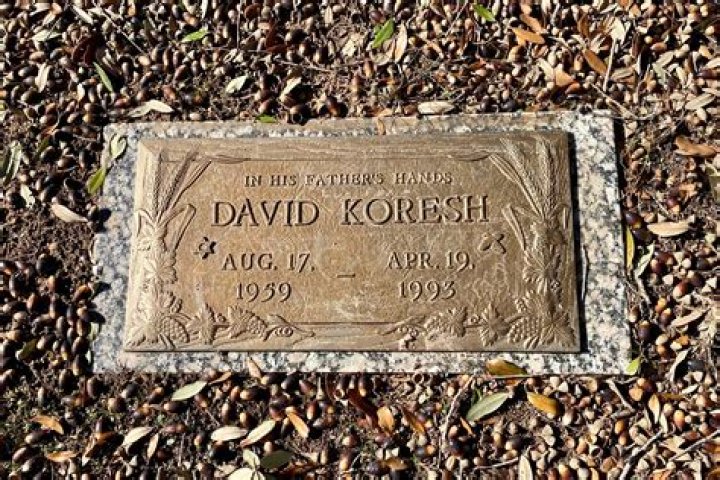 IN HIS FATHER'S HANDS
DAVID KORESH
AUG. 17, — APR. 19,
1959 1993